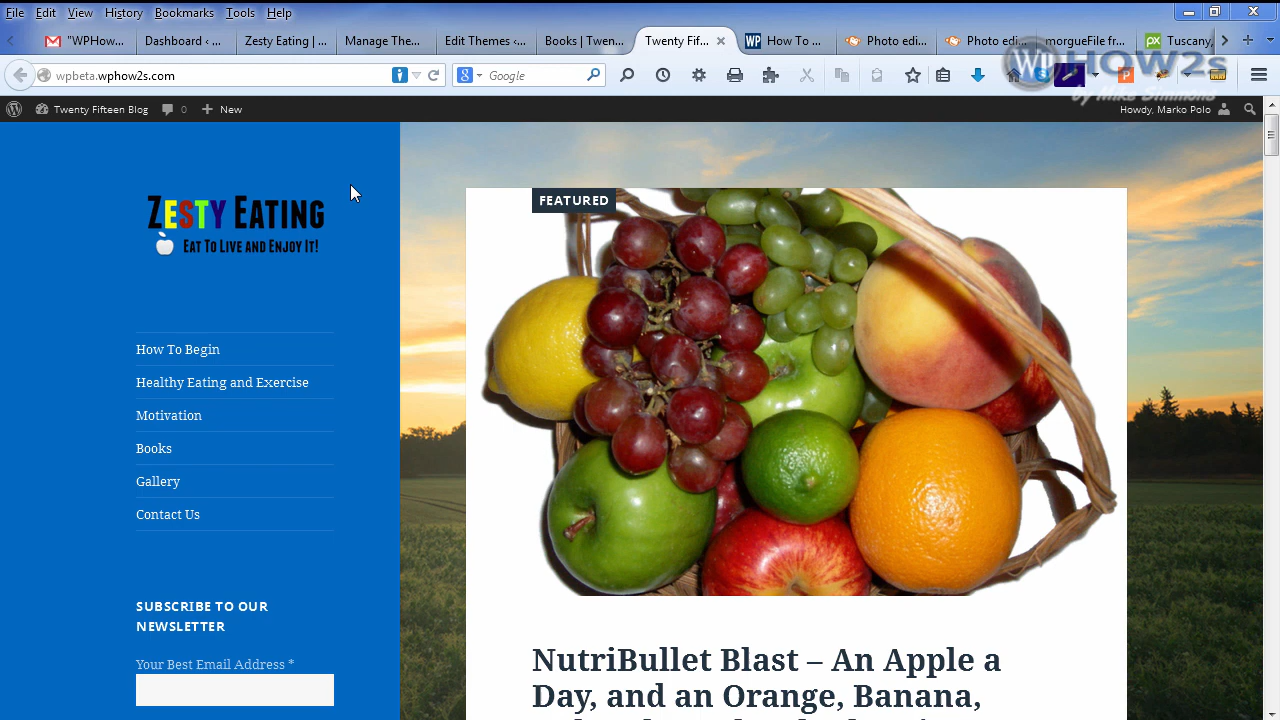 File Edit View History Bookmarks Tools Help
"WPHow... Dashboard ‹ ... Zesty Eating | ... Manage The... Edit Themes ‹... Books | Twen... Twenty Fif... How To ... Photo edi... Photo edi... morgueFile fr... Tuscany,
wpbeta.wphow2s.com Google
WP HOW2s
by Mike Simmons
Twenty Fifteen Blog 0 + New Howdy, Marko Polo
ZESTY EATING
EAT TO LIVE AND ENJOY IT!
FEATURED
How To Begin
Healthy Eating and Exercise
Motivation
Books
Gallery
Contact Us
SUBSCRIBE TO OUR
NEWSLETTER
Your Best Email Address *
NutriBullet Blast – An Apple a
Day, and an Orange, Banana,